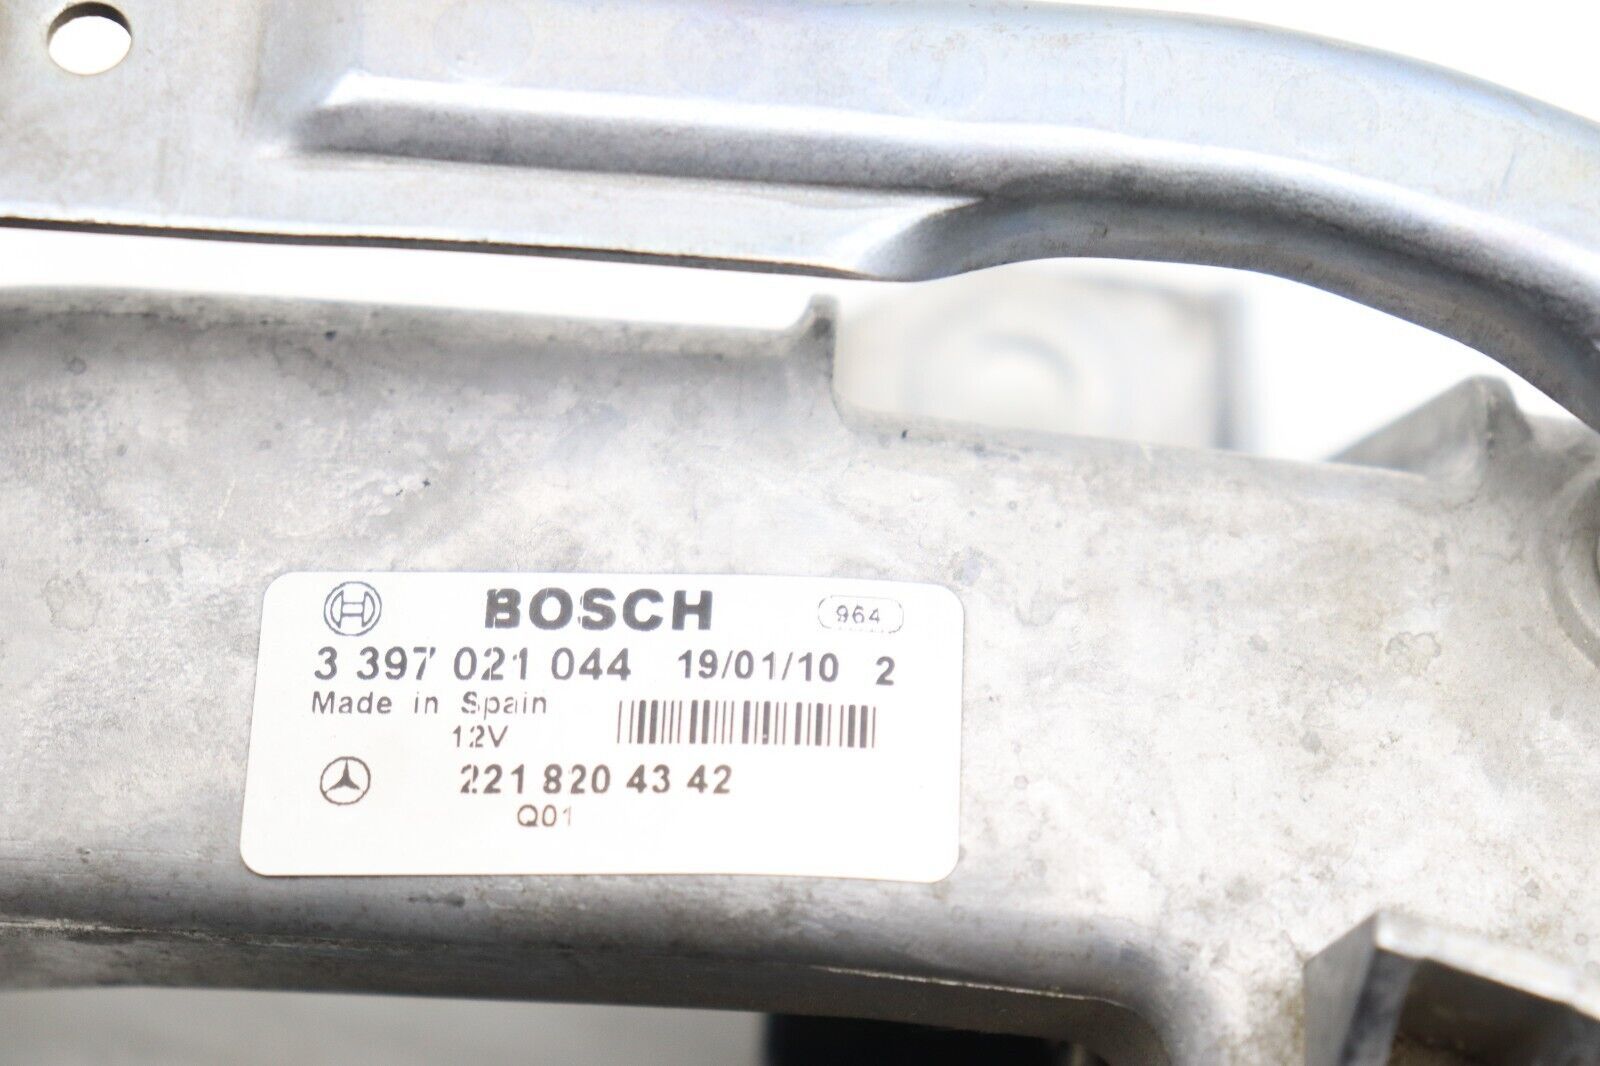 BOSCH 964
3 397 021 044 19/01/10 2
Made in Spain
12V
221 820 43 42
Q01